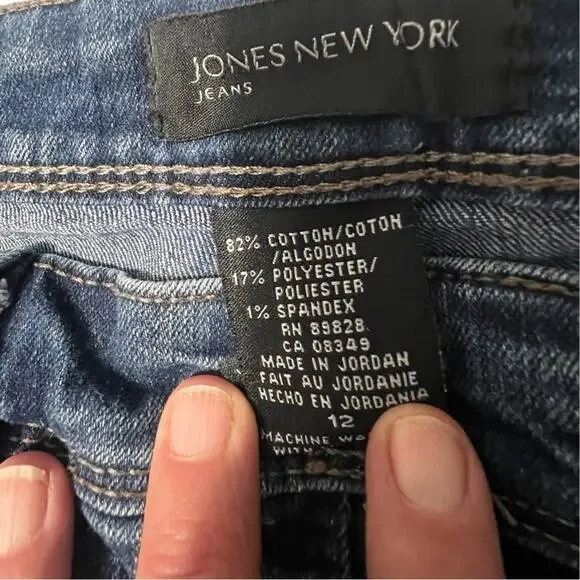 JONES NEW YORK
JEANS
82% COTTON/COTON
/ALGODON
17% POLYESTER/
POLIESTER
1% SPANDEX
RN 89828
CA 08349
MADE IN JORDAN
FAIT AU JORDANIE
HECHO EN JORDANIA
12
MACHINE
WITH